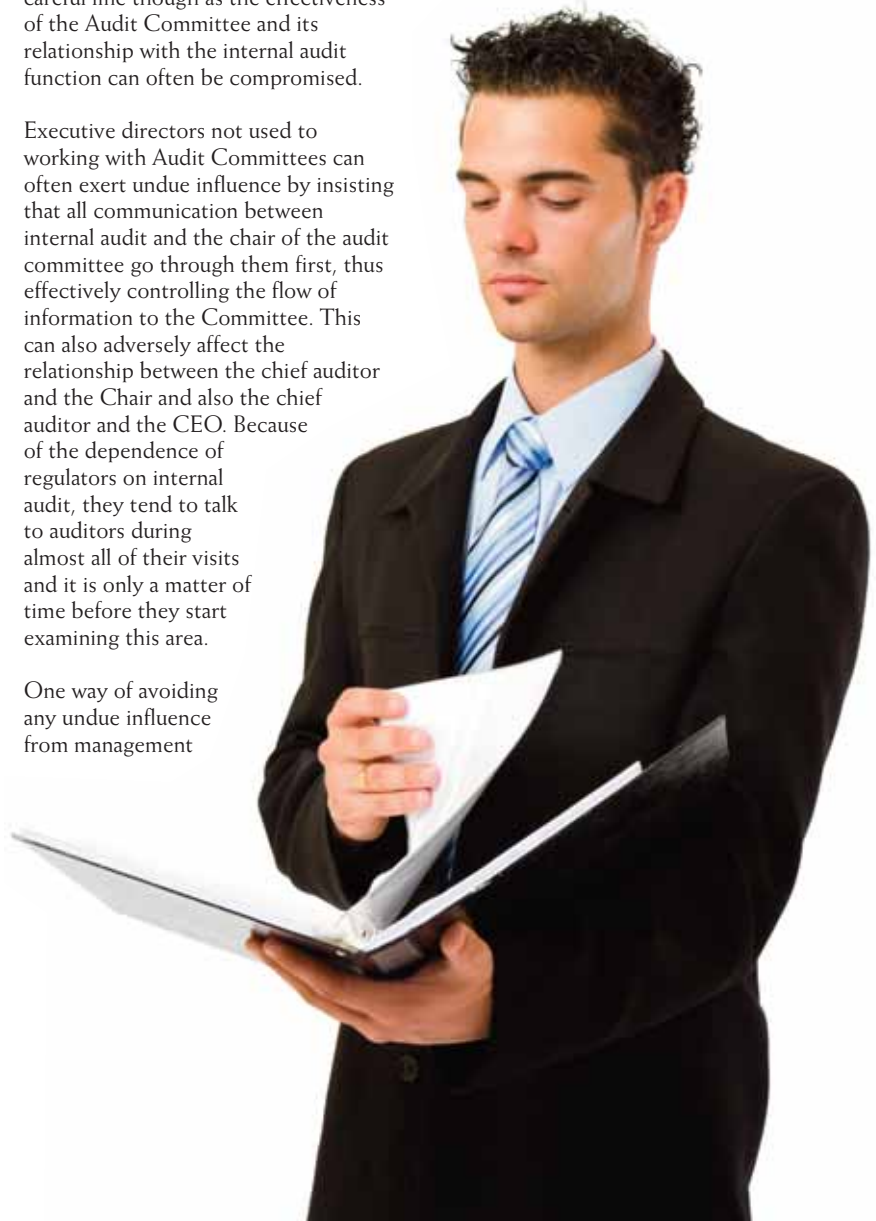 of the Audit Committee and its
relationship with the internal audit
function can often be compromised.
Executive directors not used to
working with Audit Committees can
often exert undue influence by insisting
that all communication between
internal audit and the chair of the audit
committee go through them first, thus
effectively controlling the flow of
information to the Committee. This
can also adversely affect the
relationship between the chief auditor
and the Chair and also the chief
auditor and the CEO. Because
of the dependence of
regulators on internal
audit, they tend to talk
to auditors during
almost all of their visits
and it is only a matter of
time before they start
examining this area.
One way of avoiding
any undue influence
from management